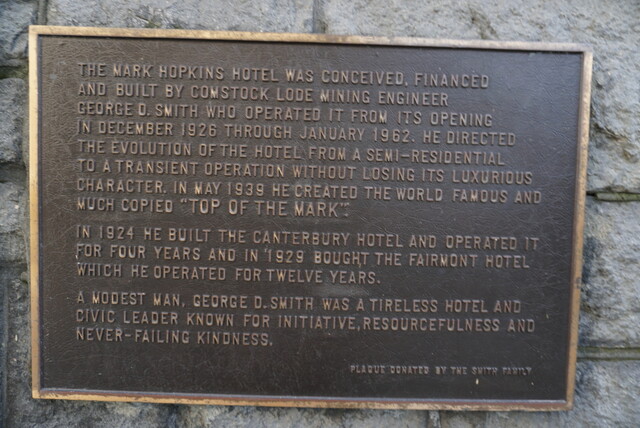 THE MARK HOPKINS HOTEL WAS CONCEIVED, FINANCED
AND BUILT BY COMSTOCK LODE MINING ENGINEER
GEORGE D. SMITH WHO OPERATED IT FROM ITS OPENING
IN DECEMBER 1926 THROUGH JANUARY 1962. HE DIRECTED
THE EVOLUTION OF THE HOTEL FROM A SEMI-RESIDENTIAL
TO A TRANSIENT OPERATION WITHOUT LOSING ITS LUXURIOUS
CHARACTER. IN MAY 1939 HE CREATED THE WORLD FAMOUS AND
MUCH COPIED "TOP OF THE MARK".
IN 1924 HE BUILT THE CANTERBURY HOTEL AND OPERATED IT
FOR FOUR YEARS AND IN 1929 BOUGHT THE FAIRMONT HOTEL
WHICH HE OPERATED FOR TWELVE YEARS.
A MODEST MAN, GEORGE D. SMITH WAS A TIRELESS HOTEL AND
CIVIC LEADER KNOWN FOR INITIATIVE, RESOURCEFULNESS AND
NEVER-FAILING KINDNESS.
PLAQUE DONATED BY THE SMITH FAMILY